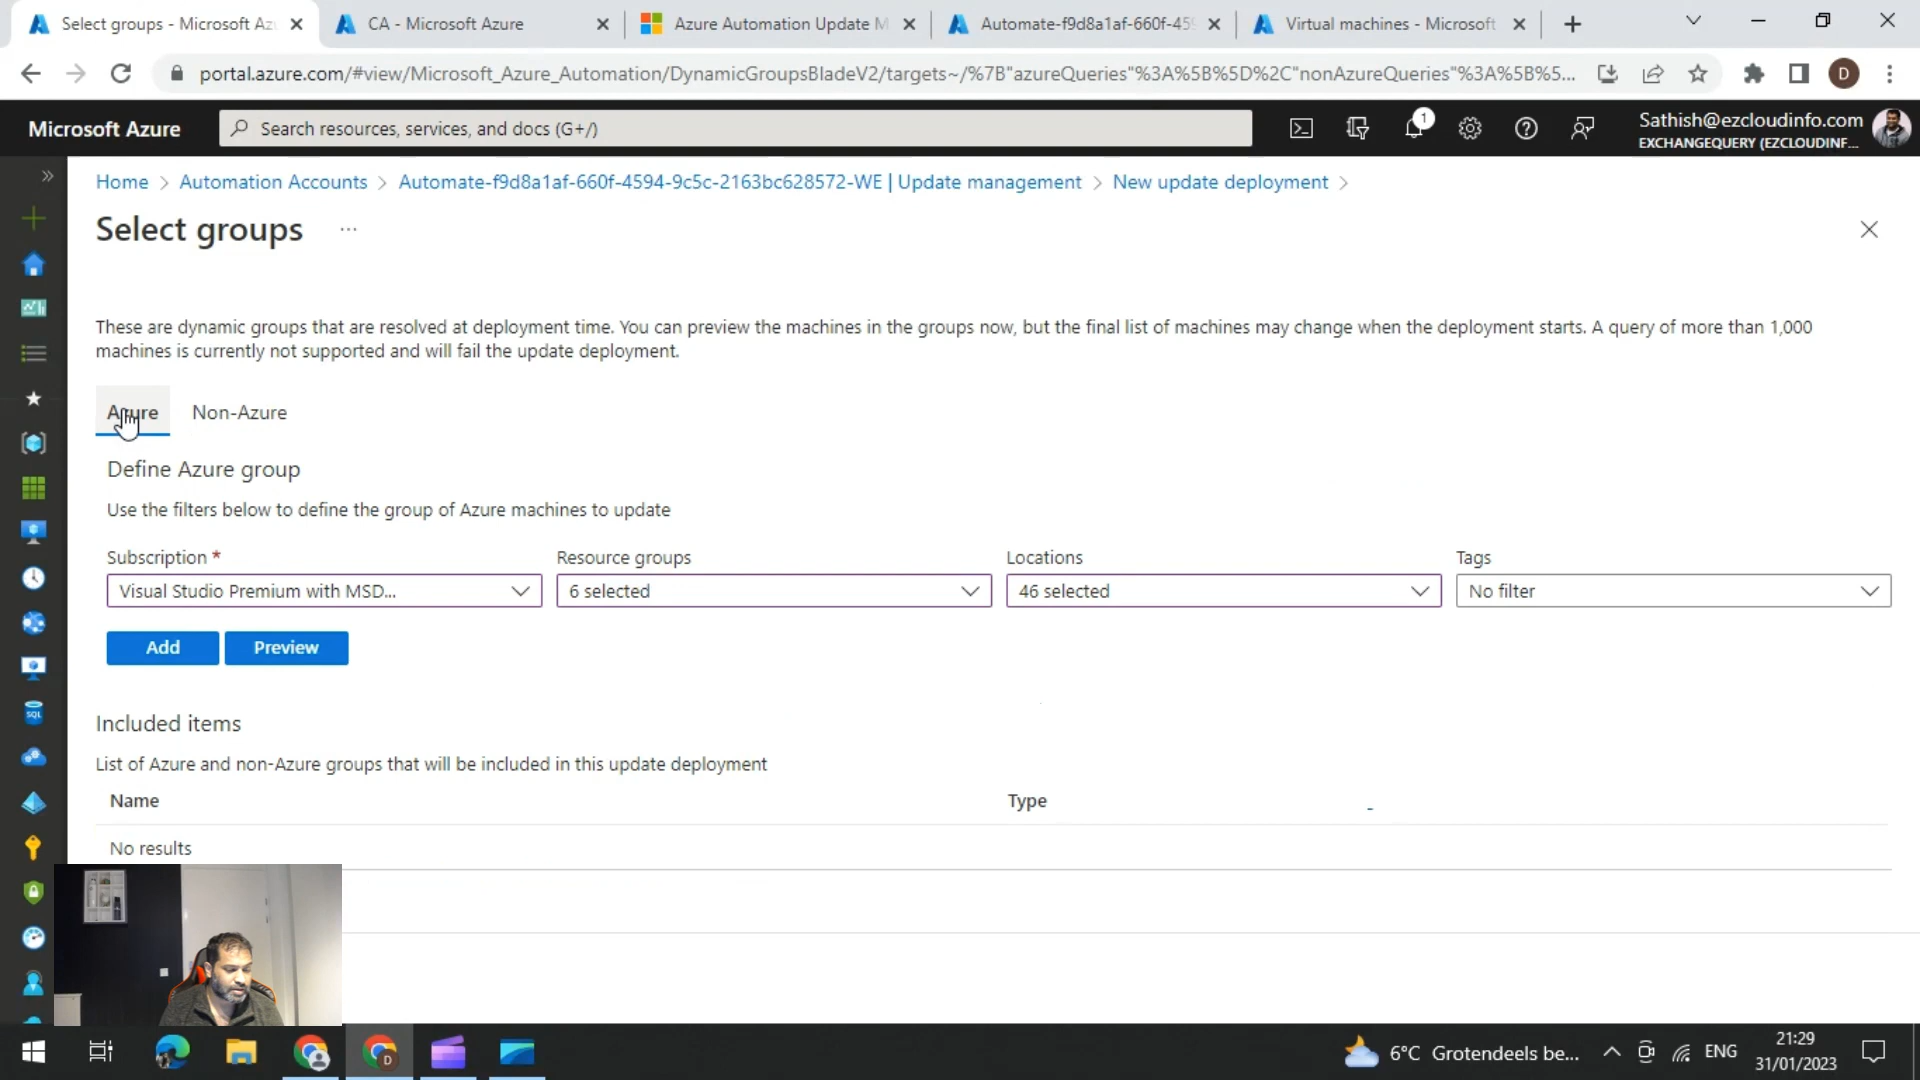 Select groups - Microsoft Az
CA - Microsoft Azure
Azure Automation Update M
Automate-f9d8a1af-660f-459
Virtual machines - Microsoft
portal.azure.com/#view/Microsoft_Azure_Automation/DynamicGroupsBladeV2/targets~/%7B"azureQueries"%3A%5B%5D%2C"nonAzureQueries"%3A%5B%5...
D
Microsoft Azure
Search resources, services, and docs (G+/)
1
Sathish@ezcloudinfo.com
EXCHANGEQUERY (EZCLOUDINF...
Home > Automation Accounts > Automate-f9d8a1af-660f-4594-9c5c-2163bc628572-WE | Update management > New update deployment >
Select groups ...
These are dynamic groups that are resolved at deployment time. You can preview the machines in the groups now, but the final list of machines may change when the deployment starts. A query of more than 1,000
machines is currently not supported and will fail the update deployment.
Azure Non-Azure
Define Azure group
Use the filters below to define the group of Azure machines to update
Subscription * Resource groups Locations Tags
Visual Studio Premium with MSD... 6 selected 46 selected No filter
Add Preview
Included items
List of Azure and non-Azure groups that will be included in this update deployment
Name Type
No results
SQL
D
6°C Grotendeels be...
ENG
21:29
31/01/2023